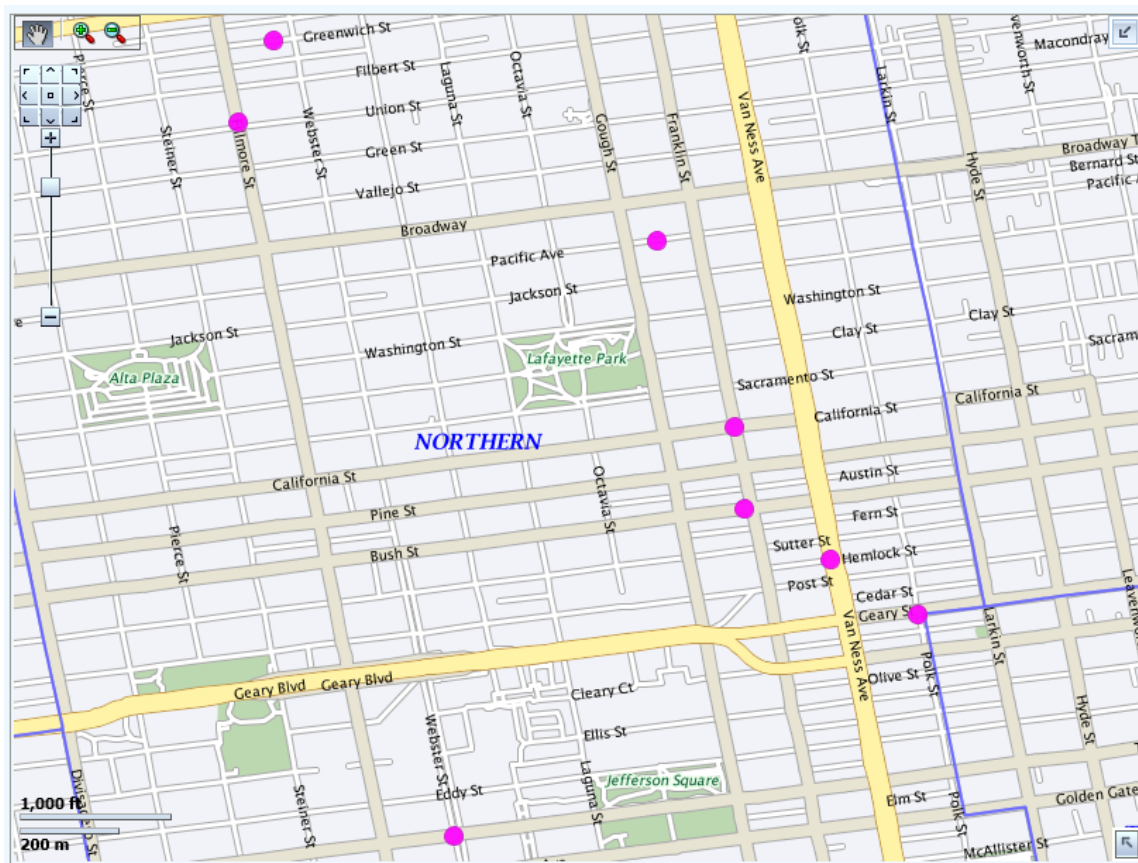 Greenwich St
Filbert St
Union St
Green St
Vallejo St
Broadway
Pacific Ave
Jackson St
Washington St
Pierce St
Steiner St
Webster St
Laguna St
Octavia St
Gough St
Franklin St
Van Ness Ave
olk St
Larkin St
venworth St
Macondray
Hyde St
Broadway T
Bernard St
Pacific
Washington St
Clay St
Clay St
Sacram
Sacramento St
California St
California St
Jackson St
Alta Plaza
Lafayette Park
NORTHERN
California St
Pine St
Bush St
Octavia St
Pierce St
Austin St
Fern St
Sutter St
Hemlock St
Post St
Cedar St
Geary St
Van Ness Ave
Olive St
Polk St
Larkin St
Leavenwo
Hyde St
Geary Blvd
Geary Blvd
Cleary Ct
Ellis St
Webster St
Laguna St
Jefferson Square
Eddy St
Steiner St
Elm St
Polk St
Golden Gate
McAllister St
1,000 ft
200 m